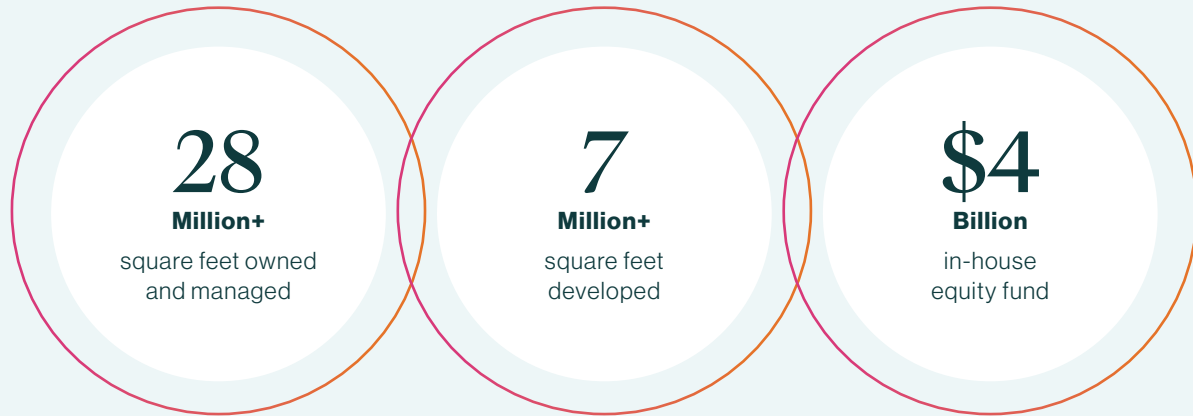 28
Million+
square feet owned
and managed
7
Million+
square feet
developed
$4
Billion
in-house
equity fund